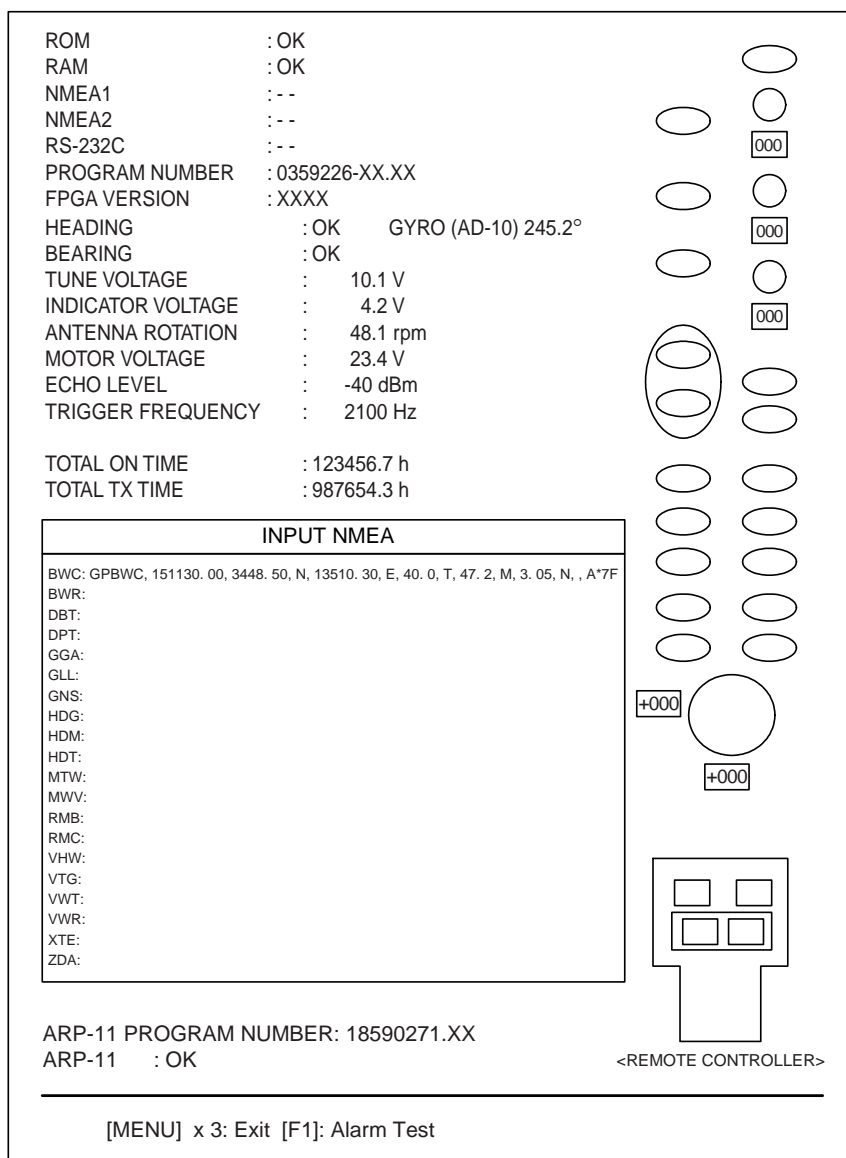 ROM : OK
RAM : OK
NMEA1 : - -
NMEA2 : - -
RS-232C : - -
PROGRAM NUMBER : 0359226-XX.XX
FPGA VERSION : XXXX
HEADING : OK GYRO (AD-10) 245.2°
BEARING : OK
TUNE VOLTAGE : 10.1 V
INDICATOR VOLTAGE : 4.2 V
ANTENNA ROTATION : 48.1 rpm
MOTOR VOLTAGE : 23.4 V
ECHO LEVEL : -40 dBm
TRIGGER FREQUENCY : 2100 Hz
TOTAL ON TIME : 123456.7 h
TOTAL TX TIME : 987654.3 h
000
000
000
INPUT NMEA
BWC: GPBWC, 151130. 00, 3448. 50, N, 13510. 30, E, 40. 0, T, 47. 2, M, 3. 05, N, , A*7F
BWR:
DBT:
DPT:
GGA:
GLL:
GNS:
HDG:
HDM:
HDT:
MTW:
MWV:
RMB:
RMC:
VHW:
VTG:
VWT:
VWR:
XTE:
ZDA:
+000
+000
ARP-11 PROGRAM NUMBER: 18590271.XX
ARP-11 : OK
<REMOTE CONTROLLER>
[MENU] x 3: Exit [F1]: Alarm Test